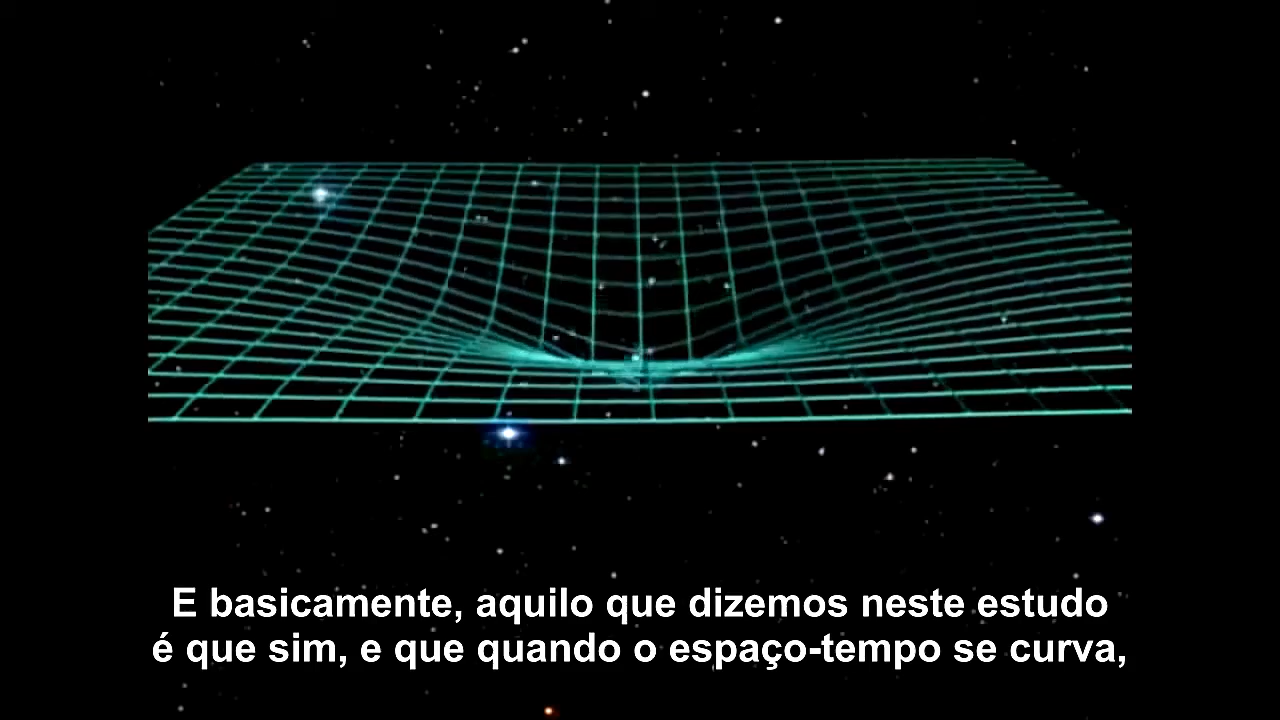 E basicamente, aquilo que dizemos neste estudo
é que sim, e que quando o espaço-tempo se curva,